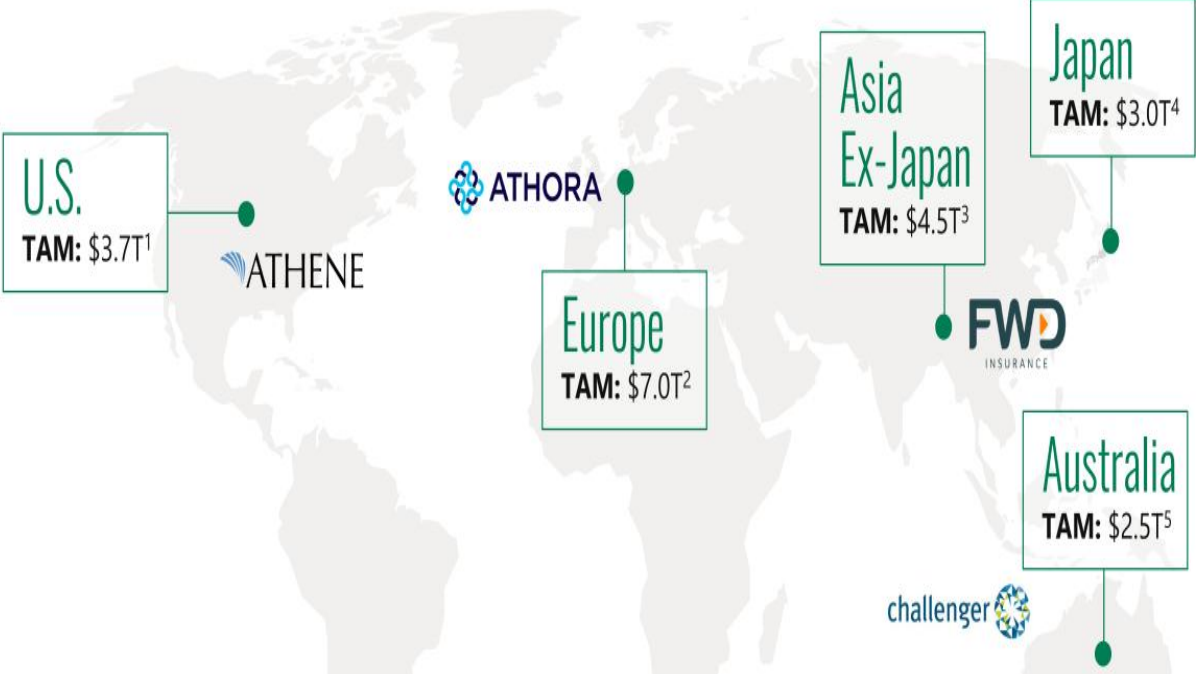 U.S.
TAM: $3.7T¹
ATHENE
ATHORA
Europe
TAM: $7.0T²
Asia
Ex-Japan
TAM: $4.5T³
FWD
INSURANCE
Japan
TAM: $3.0T⁴
Australia
TAM: $2.5T⁵
challenger